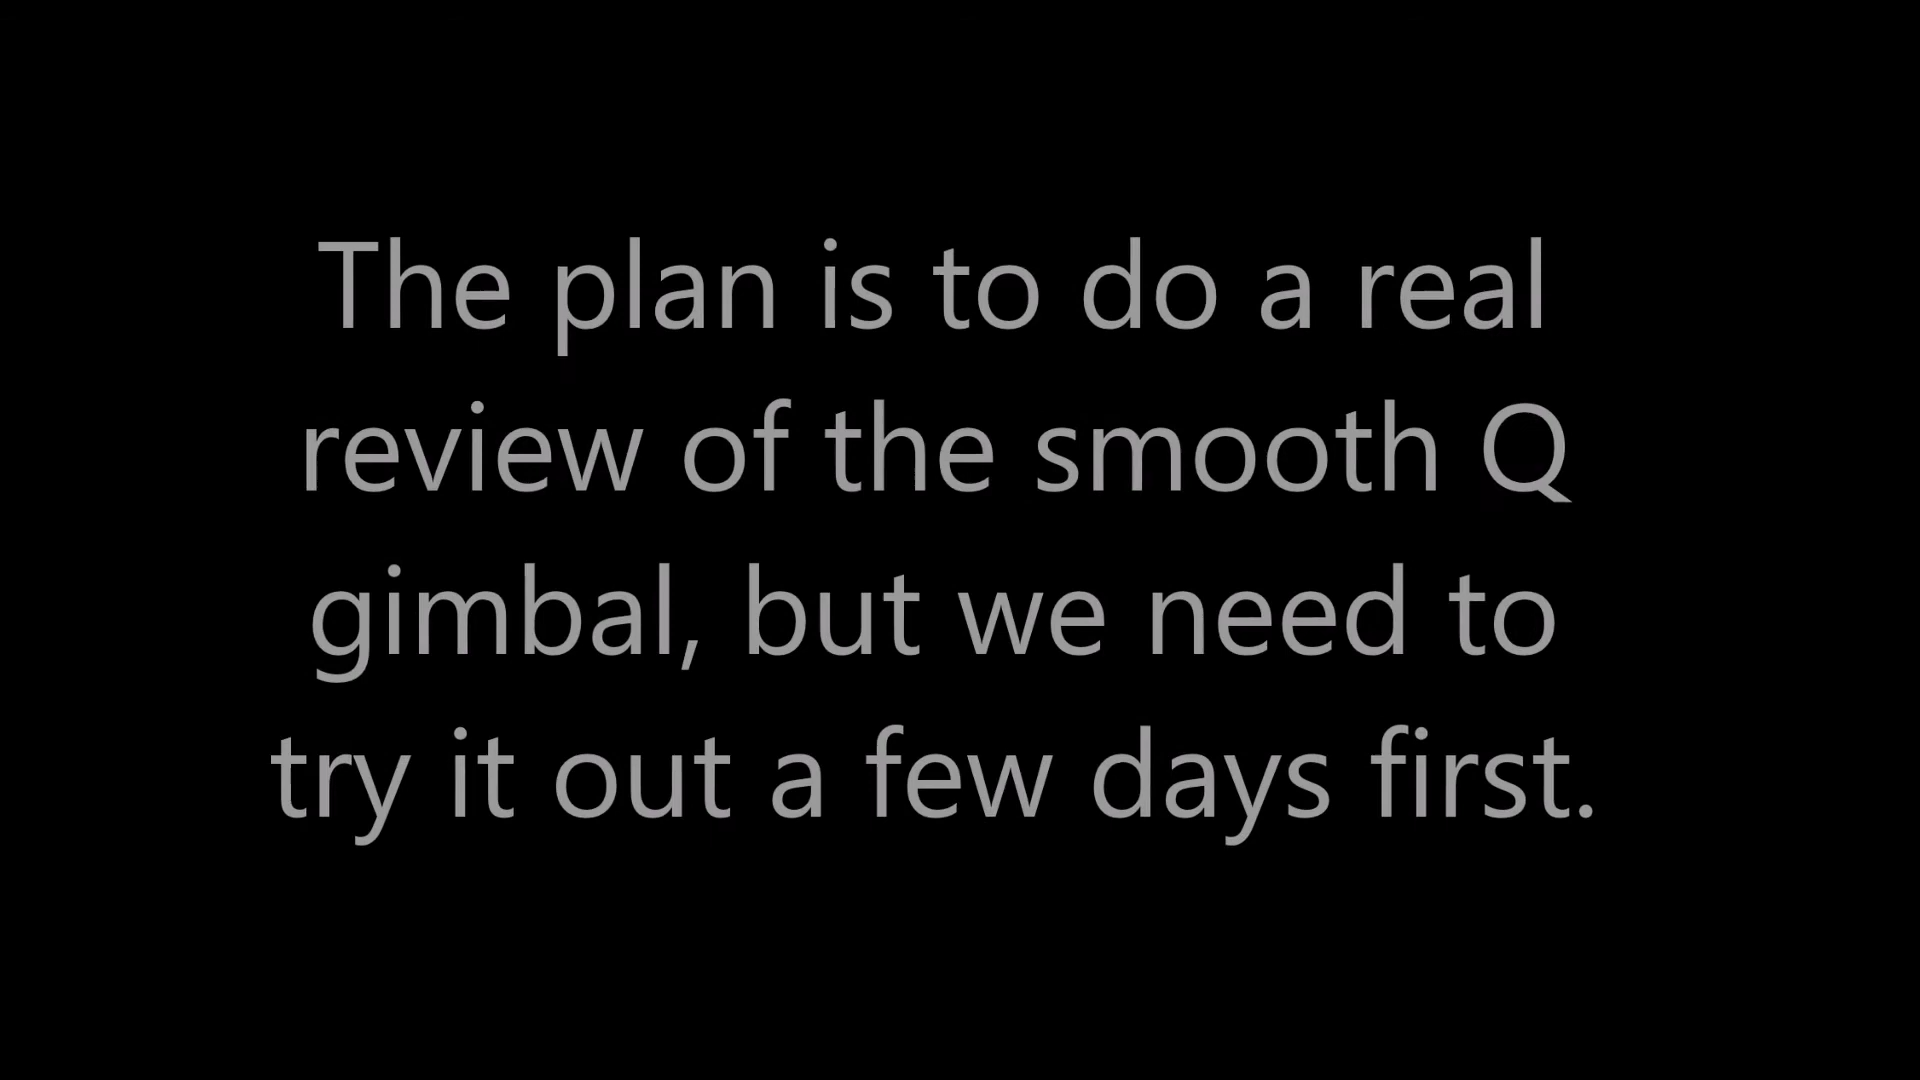 The plan is to do a real
review of the smooth Q
gimbal, but we need to
try it out a few days first.